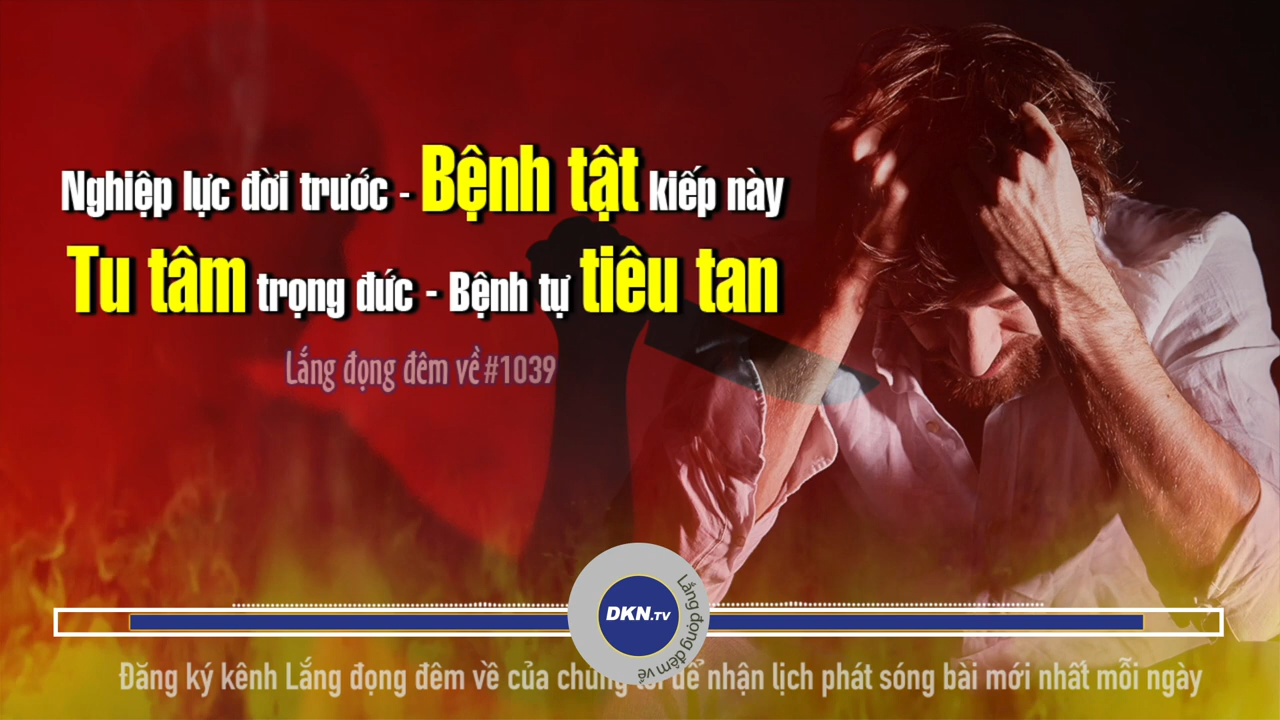 Nghiệp lực đời trước - Bệnh tật kiếp này
Tu tâm trọng đức - Bệnh tự tiêu tan
Lắng đọng đêm về #1039
DKN.TV
Lắng đọng đêm về
Đăng ký kênh Lắng đọng đêm về của chúng tôi để nhận lịch phát sóng bài mới nhất mỗi ngày